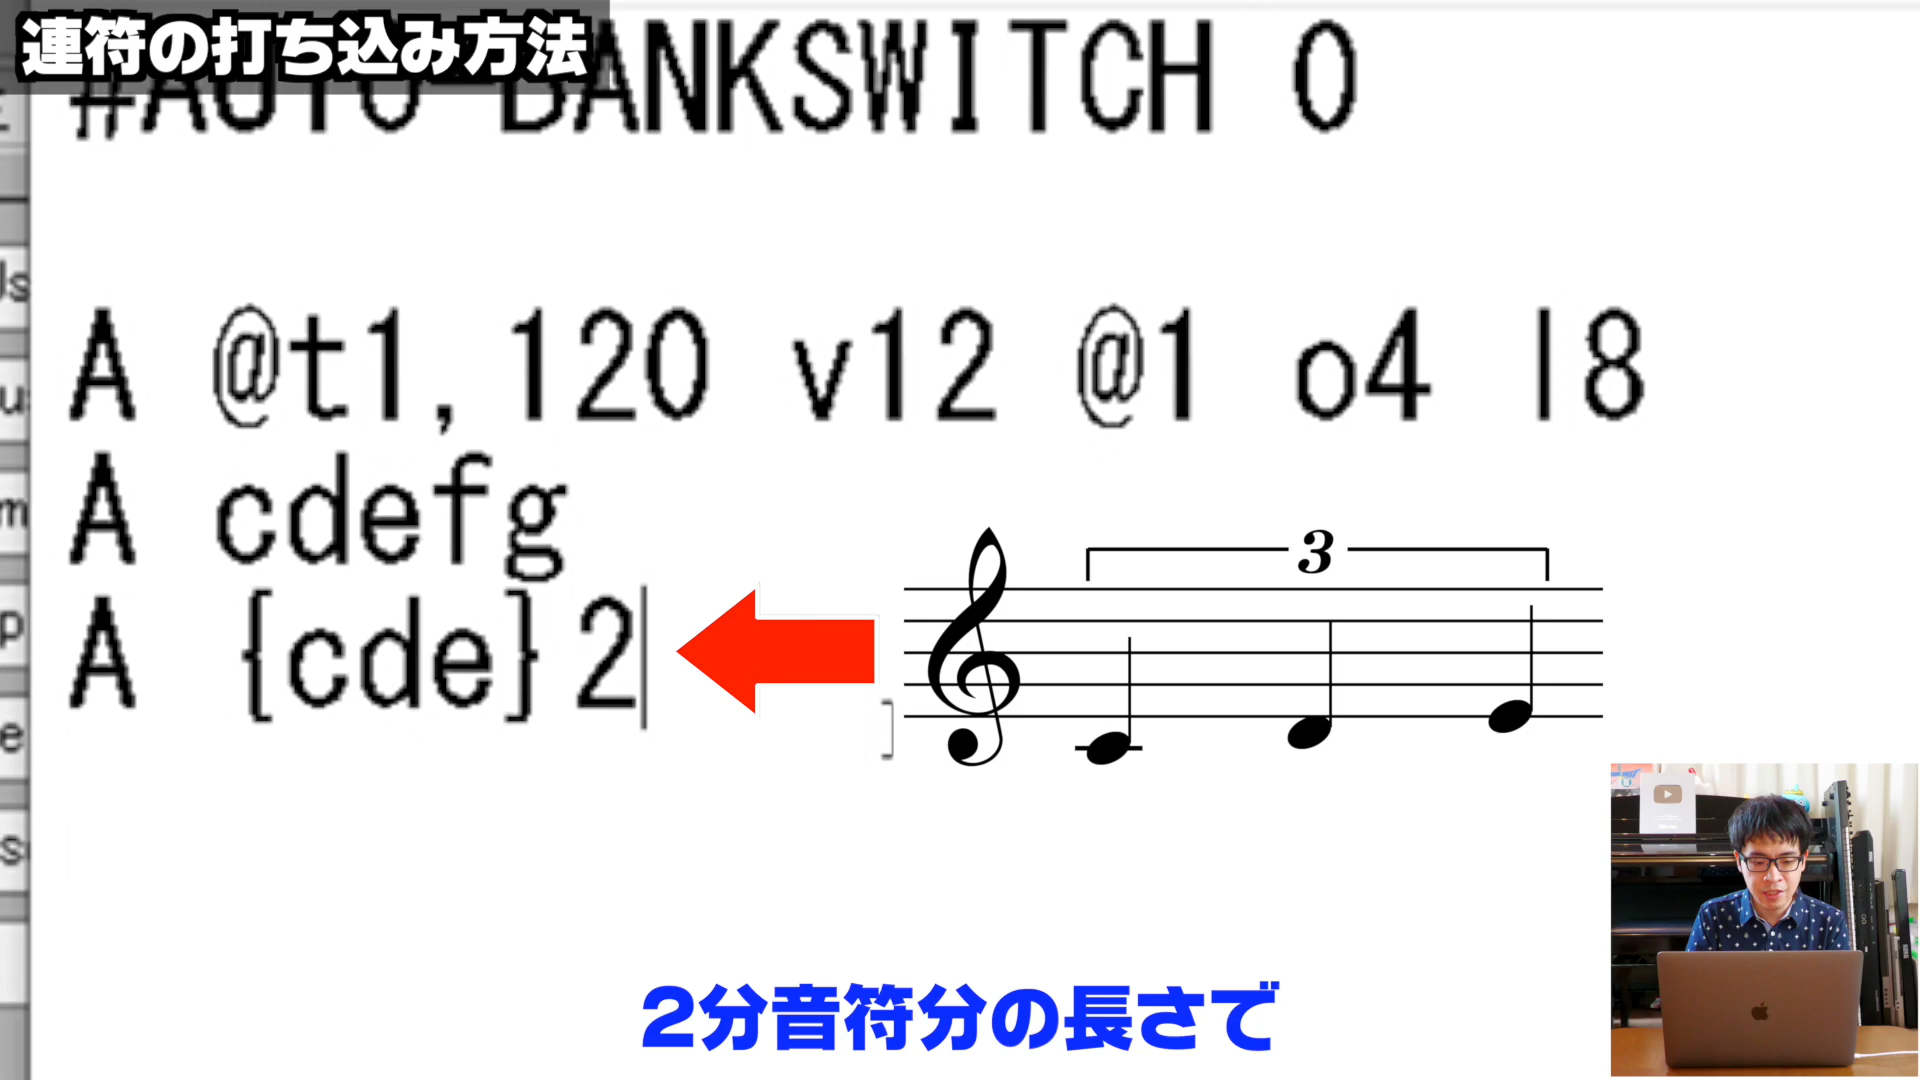 連符の打ち込み方法
#AUTO BANKSWITCH 0
A @t1,120 v12 @1 o4 l8
A cdefg
A {cde}2
3
2分音符分の長さで